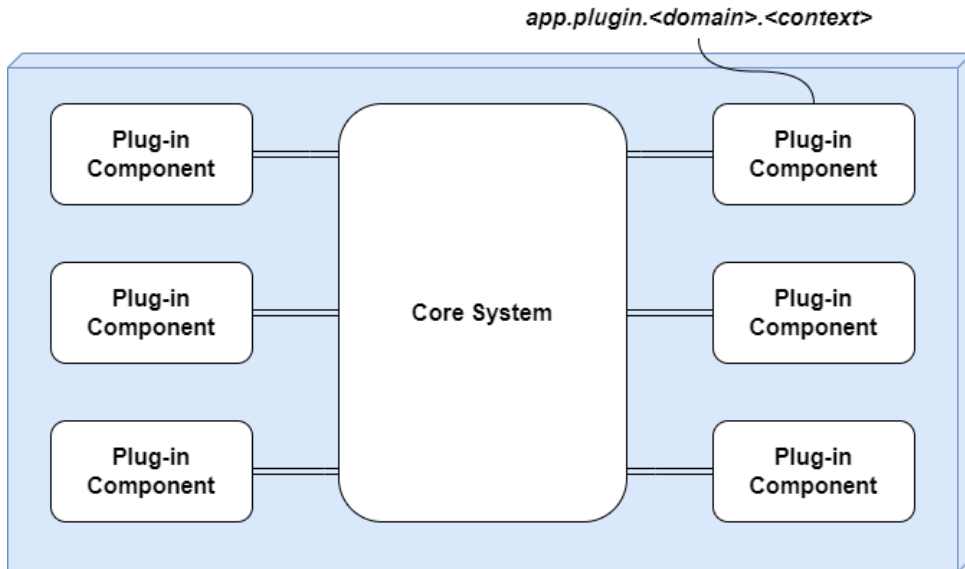 app.plugin.<domain>.<context>
Plug-in
Component
Plug-in
Component
Plug-in
Component
Core System
Plug-in
Component
Plug-in
Component
Plug-in
Component